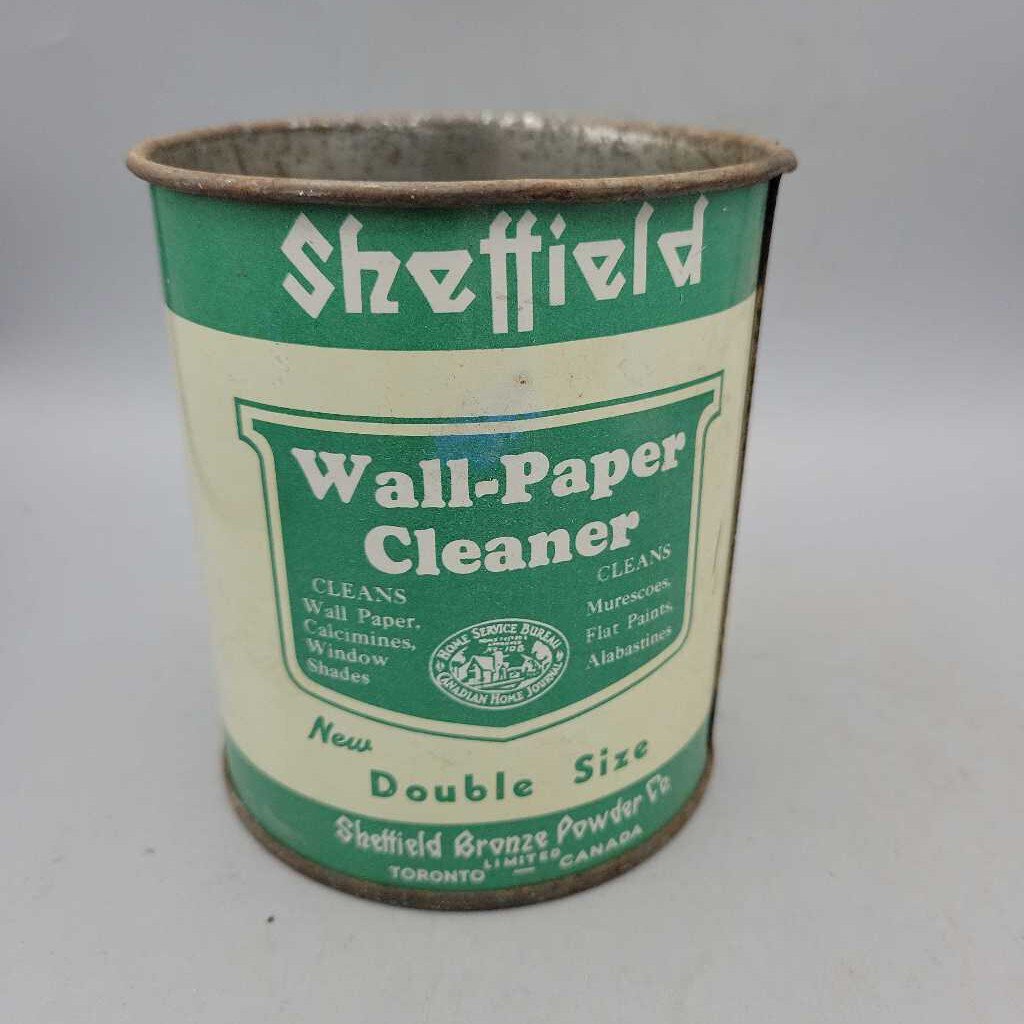 Sheffield
Wall-Paper
Cleaner
CLEANS
Wall Paper,
Calcimines,
Window
Shades
CLEANS
Murescoes,
Flat Paints,
Alabastines
HOME SERVICE BUREAU
CANADIAN HOME JOURNAL
New
Double Size
Sheffield Bronze Powder Co.
LIMITED
TORONTO CANADA